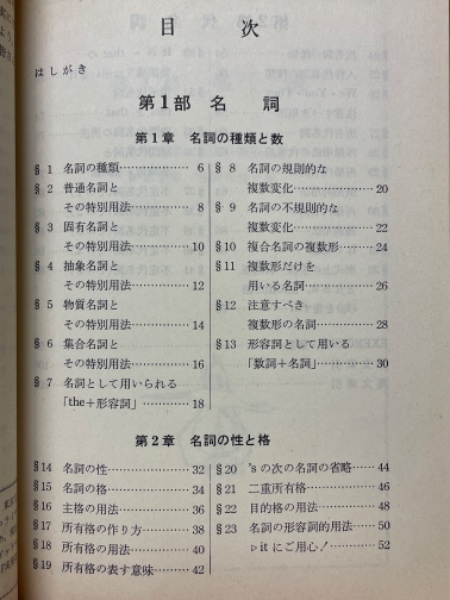 目次
はしがき
第1部 名詞
第1章 名詞の種類と数
§1 名詞の種類……………… 6
§2 普通名詞と
その特別用法…………… 8
§3 固有名詞と
その特別用法…………… 10
§4 抽象名詞と
その特別用法…………… 12
§5 物質名詞と
その特別用法…………… 14
§6 集合名詞と
その特別用法…………… 16
§7 名詞として用いられる
「the+形容詞」………… 18
§8 名詞の規則的な
複数変化………………… 20
§9 名詞の不規則的な
複数変化………………… 22
§10 複合名詞の複数形……… 24
§11 複数形だけを
用いる名詞……………… 26
§12 注意すべき
複数形の名詞…………… 28
§13 形容詞として用いる
「数詞+名詞」…………… 30
第2章 名詞の性と格
§14 名詞の性………………… 32
§15 名詞の格………………… 34
§16 主格の用法……………… 36
§17 所有格の作り方………… 38
§18 所有格の用法…………… 40
§19 所有格の表す意味……… 42
§20 'sの次の名詞の省略…… 44
§21 二重所有格……………… 46
§22 目的格の用法…………… 48
§23 名詞の形容詞的用法…… 50
▷it にご用心!…………… 52